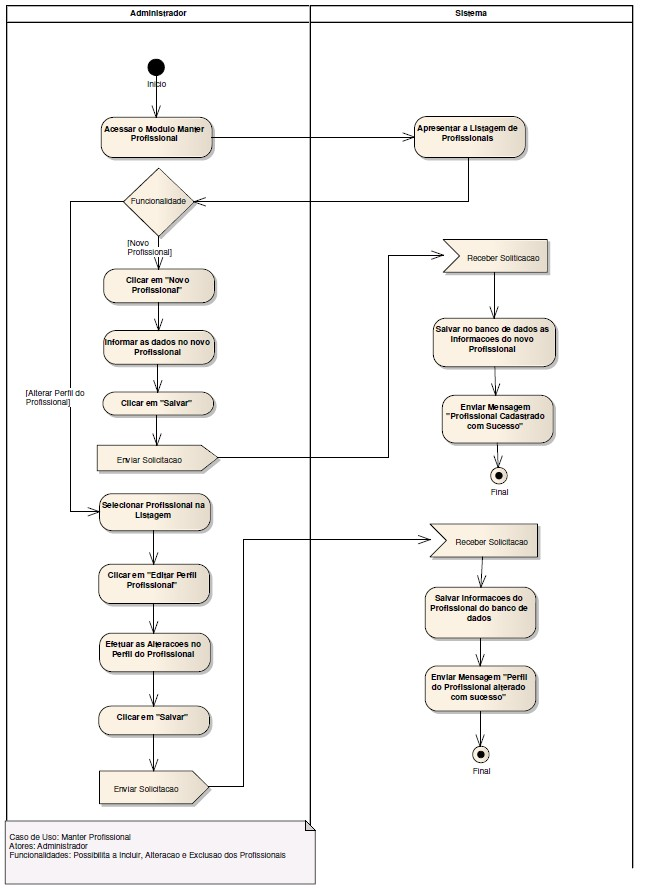 Administrador
Sistema
Inicio
Acessar o Modulo Manter
Profissional
Apresentar a Listagem de
Profissionais
Funcionalidade
[Novo
Profissional]
Receber Soliticacao
Clicar em "Novo
Profissional"
Informar as dados no novo
Profissional
Salvar no banco de dados as
informacoes do novo
Profissional
[Alterar Perfil do
Profissional]
Clicar em "Salvar"
Enviar Mensagem
"Profissional Cadastrado
com Sucesso"
Enviar Solicitacao
Final
Selecionar Profissional na
Listagem
Receber Solicitacao
Clicar em "Editar Perfil
Profissional"
Salvar Informacoes do
Profissional do banco de
dados
Efetuar as Alteracoes no
Perfil do Profissional
Enviar Mensagem "Perfil
do Profissional alterado
com sucesso"
Clicar em "Salvar"
Final
Enviar Solicitacao
Caso de Uso: Manter Profissional
Atores: Administrador
Funcionalidades: Possibilita a Incluir, Alteracao e Exclusao dos Profissionais